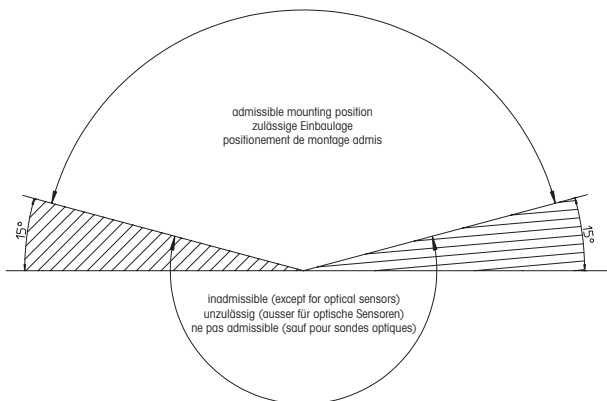 admissible mounting position
zulässige Einbaulage
positionement de montage admis
15°
15°
inadmissible (except for optical sensors)
unzulässig (ausser für optische Sensoren)
ne pas admissible (sauf pour sondes optiques)